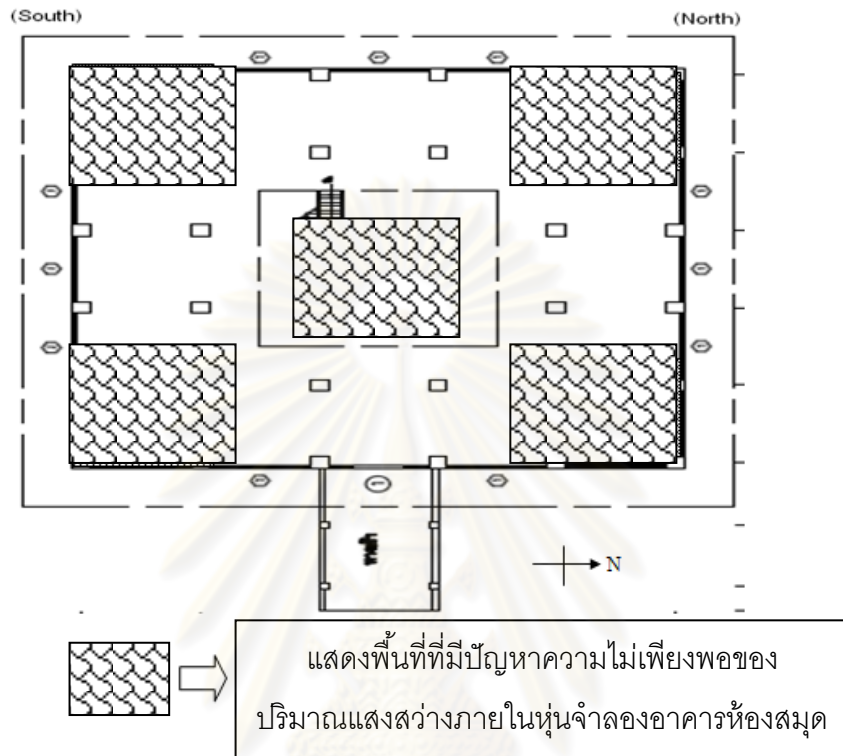 (South)
(North)
N
แสดงพื้นที่ที่มีปัญหาความไม่เพียงพอของ
ปริมาณแสงสว่างภายในหุ่นจำลองอาคารห้องสมุด